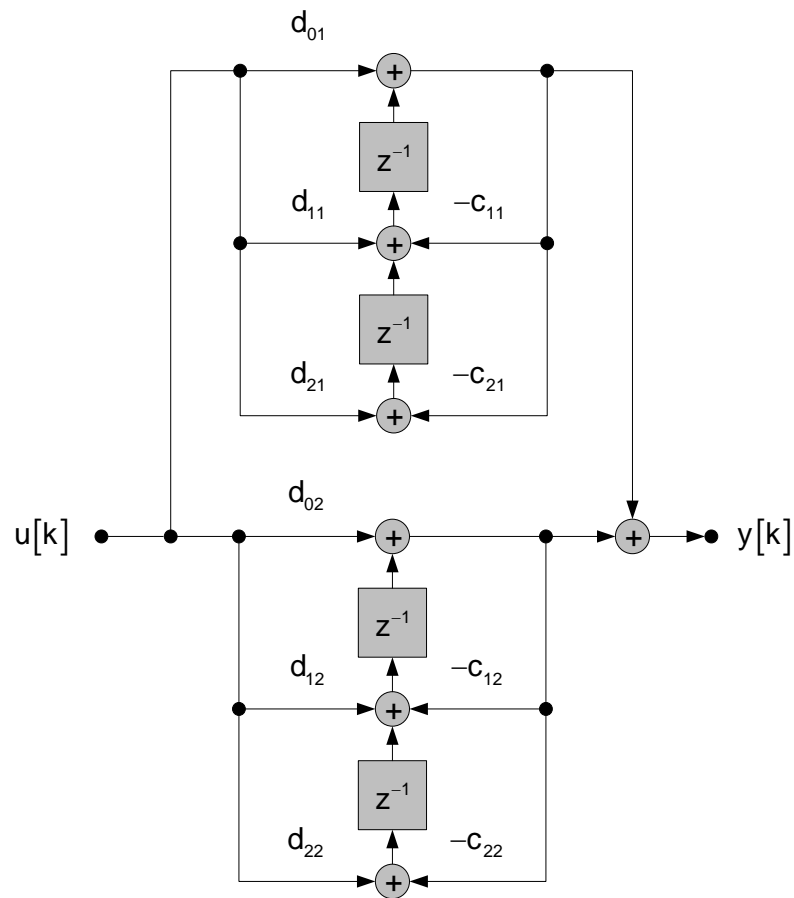 d₀₁
+
z⁻¹
d₁₁ −c₁₁
+
z⁻¹
d₂₁ −c₂₁
+
d₀₂
u[k] + + y[k]
z⁻¹
d₁₂ −c₁₂
+
z⁻¹
d₂₂ −c₂₂
+